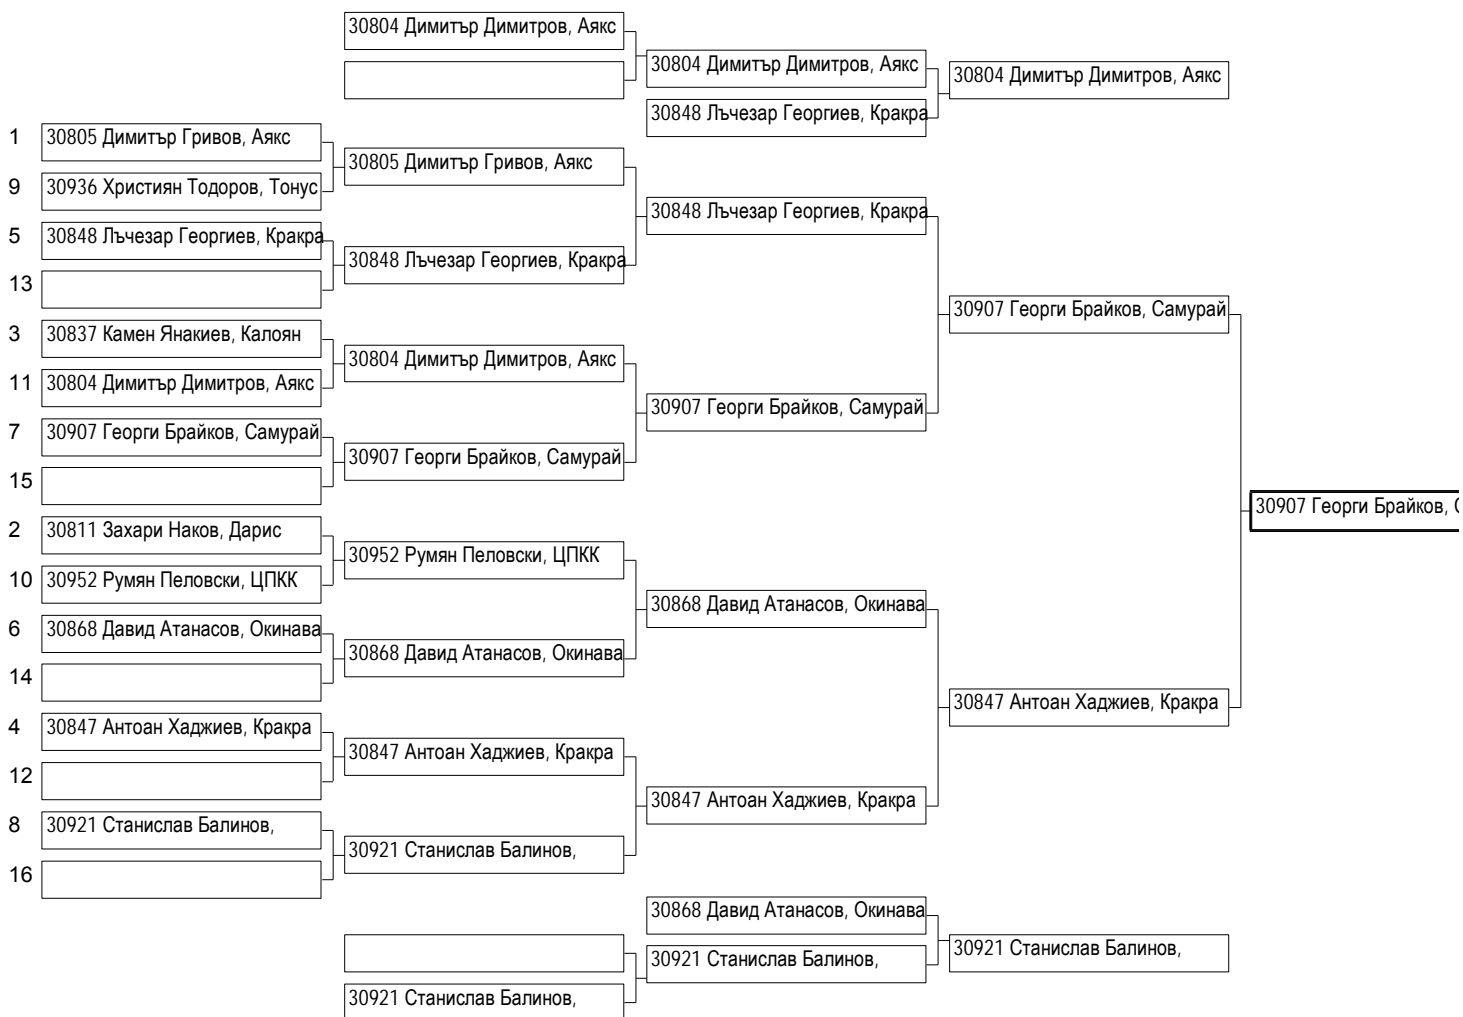 30804 Димитър Димитров, Аякс
30804 Димитър Димитров, Аякс
30804 Димитър Димитров, Аякс
30848 Лъчезар Георгиев, Кракра
1 30805 Димитър Гривов, Аякс
30805 Димитър Гривов, Аякс
9 30936 Християн Тодоров, Тонус
30848 Лъчезар Георгиев, Кракра
5 30848 Лъчезар Георгиев, Кракра
30848 Лъчезар Георгиев, Кракра
13
30907 Георги Брайков, Самурай
3 30837 Камен Янакиев, Калоян
30804 Димитър Димитров, Аякс
11 30804 Димитър Димитров, Аякс
30907 Георги Брайков, Самурай
7 30907 Георги Брайков, Самурай
30907 Георги Брайков, Самурай
15
30907 Георги Брайков,
2 30811 Захари Наков, Дарис
30952 Румян Пеловски, ЦПКК
10 30952 Румян Пеловски, ЦПКК
30868 Давид Атанасов, Окинава
6 30868 Давид Атанасов, Окинава
30868 Давид Атанасов, Окинава
14
30847 Антоан Хаджиев, Кракра
4 30847 Антоан Хаджиев, Кракра
30847 Антоан Хаджиев, Кракра
12
30847 Антоан Хаджиев, Кракра
8 30921 Станислав Балинов,
30921 Станислав Балинов,
16
30868 Давид Атанасов, Окинава
30921 Станислав Балинов,
30921 Станислав Балинов,
30921 Станислав Балинов,